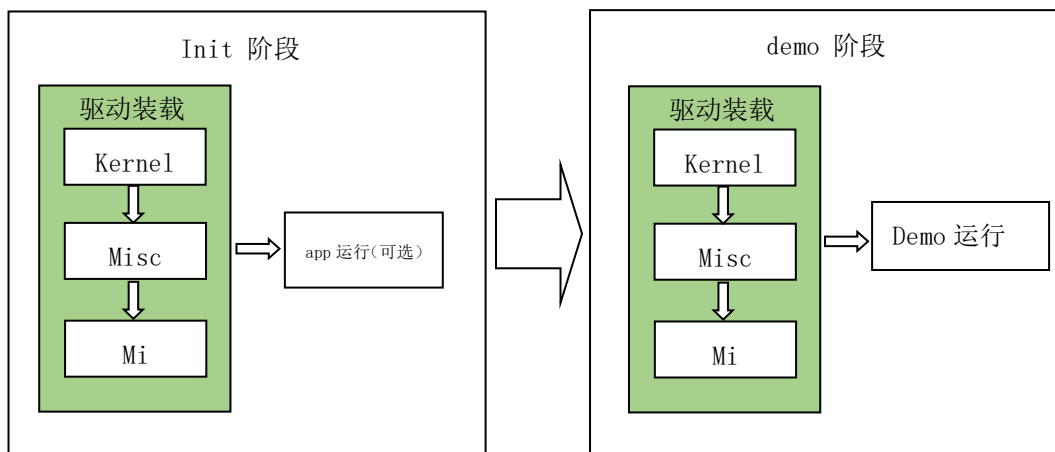 Init 阶段
驱动装载
Kernel
Misc
Mi
app 运行(可选)
demo 阶段
驱动装载
Kernel
Misc
Mi
Demo 运行